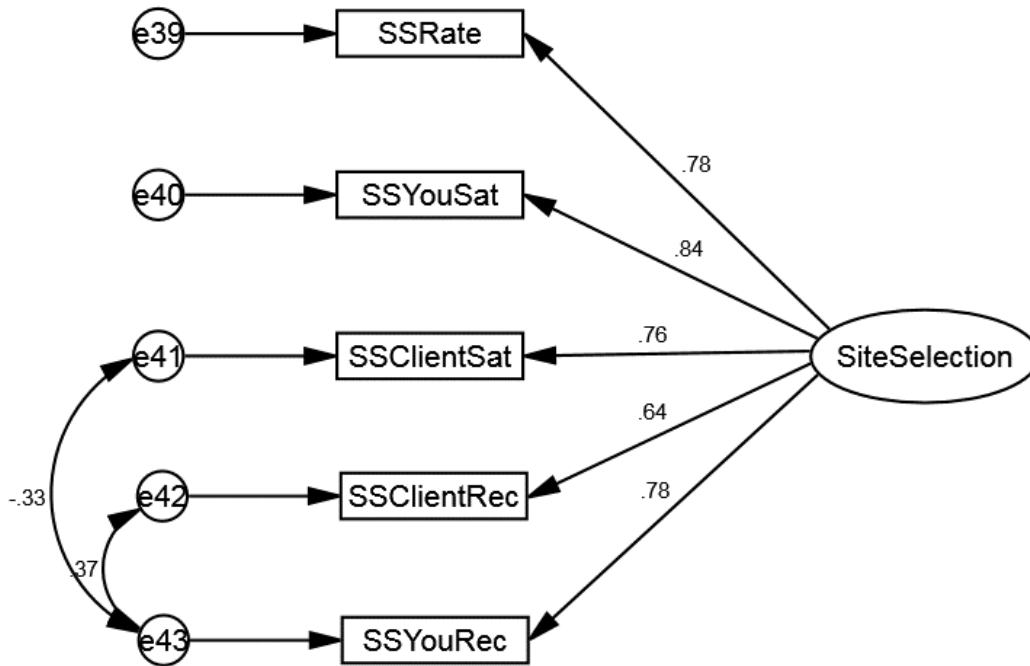 e39
SSRate
.78
e40
SSYouSat
.84
e41
SSClientSat
.76
SiteSelection
.64
-.33
e42
SSClientRec
.78
.37
e43
SSYouRec